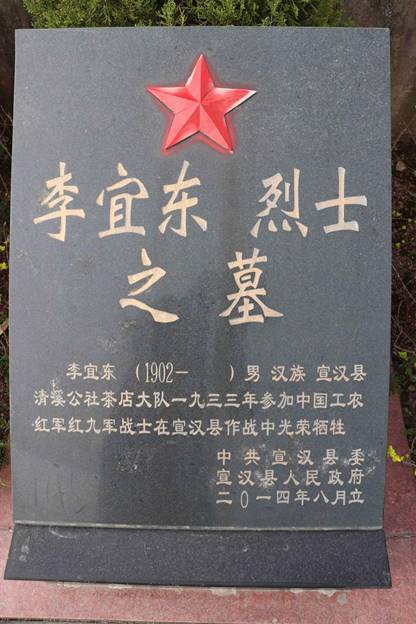 李宜东 烈士
之墓
李宜东 (1902— ) 男 汉族 宣汉县
清溪公社茶店大队一九三三年参加中国工农
红军红九军战士在宣汉县作战中光荣牺牲
中共宣汉县委
宣汉县人民政府
二0一四年八月立